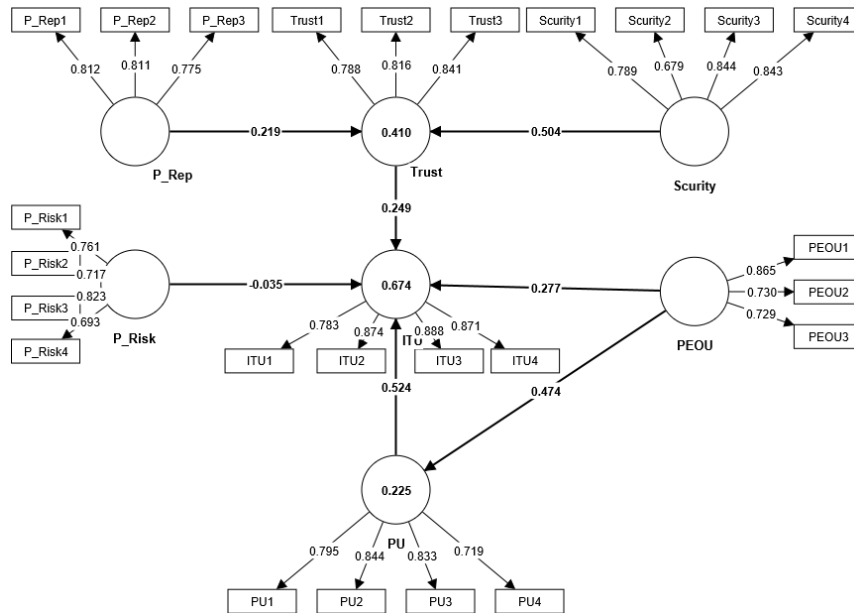 P_Rep1 P_Rep2 P_Rep3 Trust1 Trust2 Trust3 Scurity1 Scurity2 Scurity3 Scurity4
0.812 0.811 0.775 0.788 0.816 0.841 0.789 0.679 0.844 0.843
0.219 0.410 0.504
P_Rep Trust Scurity
0.249
P_Risk1
P_Risk2
P_Risk3
P_Risk4
0.761
0.717
0.823
0.693
P_Risk
-0.035 0.674 0.277
ITU
0.783 0.874 0.888 0.871
ITU1 ITU2 ITU3 ITU4
PEOU
0.865 0.730 0.729
PEOU1
PEOU2
PEOU3
0.524 0.474
0.225
PU
0.795 0.844 0.833 0.719
PU1 PU2 PU3 PU4